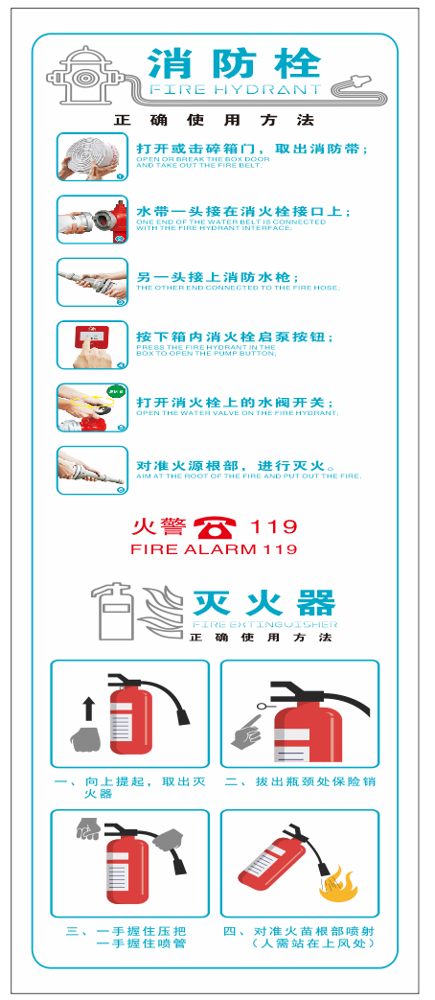 消防栓
FIRE HYDRANT
正确使用方法
打开或击碎箱门，取出消防带；
OPEN OR BREAK THE BOX DOOR
AND TAKE OUT THE FIRE BELT;
1
水带一头接在消火栓接口上；
ONE END OF THE WATER BELT IS CONNECTED
WITH THE FIRE HYDRANT INTERFACE;
2
另一头接上消防水枪；
THE OTHER END CONNECTED TO THE FIRE HOSE;
3
按下箱内消火栓启泵按钮；
PRESS THE FIRE HYDRANT IN THE
BOX TO OPEN THE PUMP BUTTON;
4
打开消火栓上的水阀开关；
OPEN THE WATER VALVE ON THE FIRE HYDRANT;
5
对准火源根部，进行灭火。
AIM AT THE ROOT OF THE FIRE AND PUT OUT THE FIRE.
6
火警 119
FIRE ALARM 119
灭火器
FIRE EXTINGUISHER
正确使用方法
一、向上提起，取出灭
火器
二、拔出瓶颈处保险销
三、一手握住压把
一手握住喷管
四、对准火苗根部喷射
（人需站在上风处）